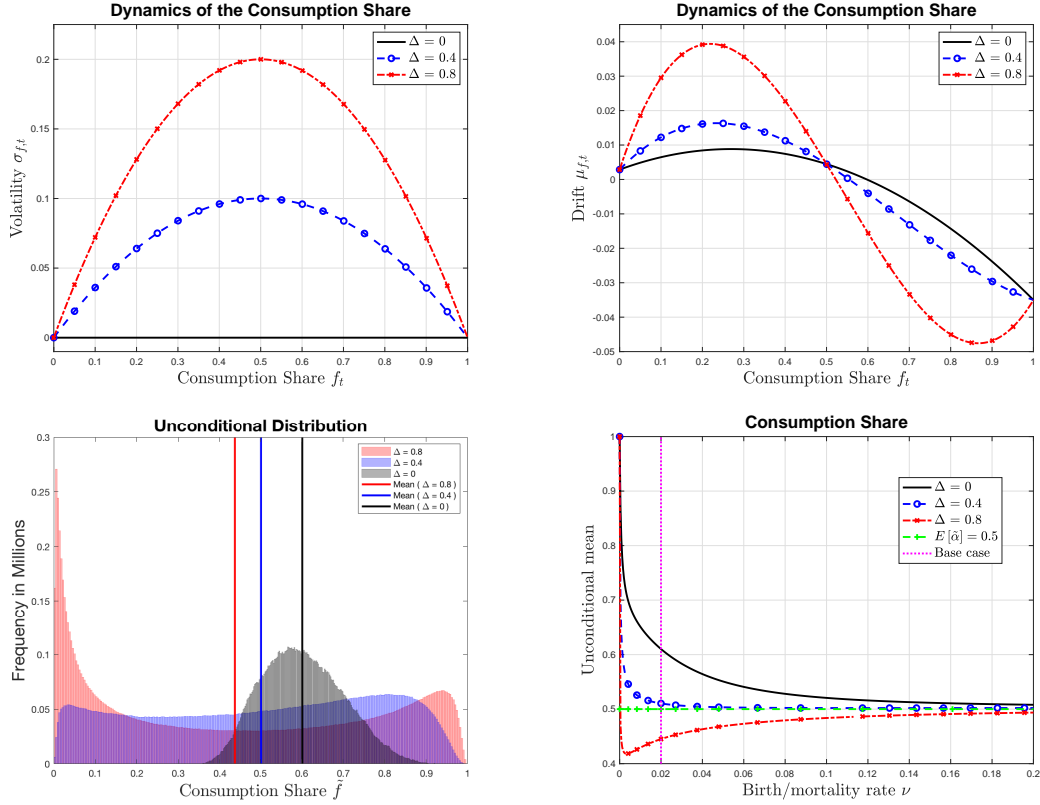 Dynamics of the Consumption Share
Volatility σf,t
0.2
0.15
0.1
0.05
0
Δ = 0
Δ = 0.4
Δ = 0.8
0 0.1 0.2 0.3 0.4 0.5 0.6 0.7 0.8 0.9 1
Consumption Share ft
Dynamics of the Consumption Share
Drift μf,t
0.04
0.03
0.02
0.01
0
-0.01
-0.02
-0.03
-0.04
-0.05
Δ = 0
Δ = 0.4
Δ = 0.8
0 0.1 0.2 0.3 0.4 0.5 0.6 0.7 0.8 0.9 1
Consumption Share ft
Unconditional Distribution
Frequency in Millions
0.3
0.25
0.2
0.15
0.1
0.05
0
Δ = 0.8
Δ = 0.4
Δ = 0
Mean ( Δ = 0.8 )
Mean ( Δ = 0.4 )
Mean ( Δ = 0 )
0 0.1 0.2 0.3 0.4 0.5 0.6 0.7 0.8 0.9 1
Consumption Share f̃
Consumption Share
Unconditional mean
1
0.9
0.8
0.7
0.6
0.5
0.4
Δ = 0
Δ = 0.4
Δ = 0.8
E [α̃] = 0.5
Base case
0 0.02 0.04 0.06 0.08 0.1 0.12 0.14 0.16 0.18 0.2
Birth/mortality rate ν